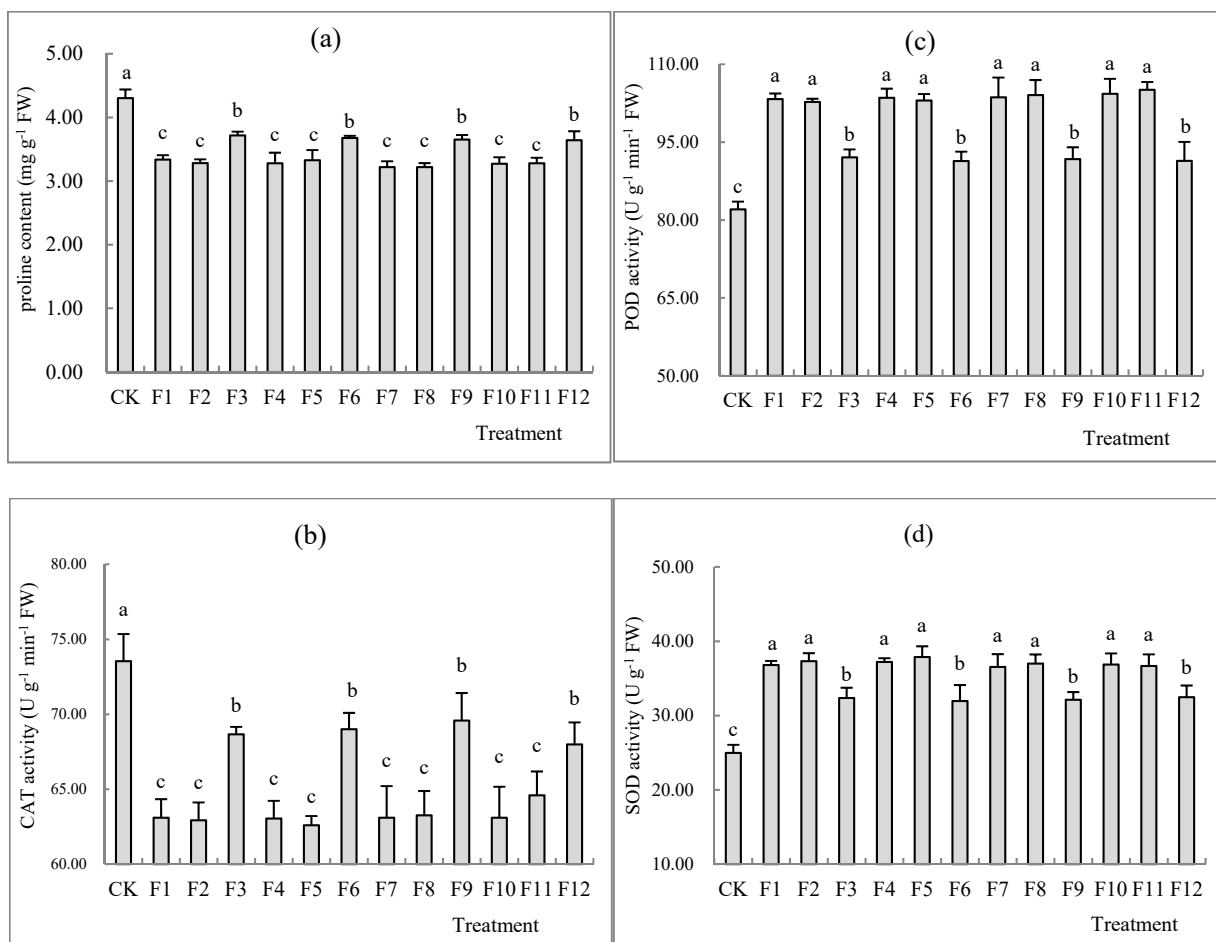 (a)
proline content (mg g⁻¹ FW)
5.00
4.00
3.00
2.00
1.00
0.00
a
c
c
b
c
c
b
c
c
b
c
c
b
CK F1 F2 F3 F4 F5 F6 F7 F8 F9 F10 F11 F12
Treatment
(c)
POD activity (U g⁻¹ min⁻¹ FW)
110.00
95.00
80.00
65.00
50.00
c
a
a
b
a
a
b
a
a
b
a
a
b
CK F1 F2 F3 F4 F5 F6 F7 F8 F9 F10 F11 F12
Treatment
(b)
CAT activity (U g⁻¹ min⁻¹ FW)
80.00
75.00
70.00
65.00
60.00
a
c
c
b
c
c
b
c
c
b
c
c
b
CK F1 F2 F3 F4 F5 F6 F7 F8 F9 F10 F11 F12
Treatment
(d)
SOD activity (U g⁻¹ FW)
50.00
40.00
30.00
20.00
10.00
c
a
a
b
a
a
b
a
a
b
a
a
b
CK F1 F2 F3 F4 F5 F6 F7 F8 F9 F10 F11 F12
Treatment